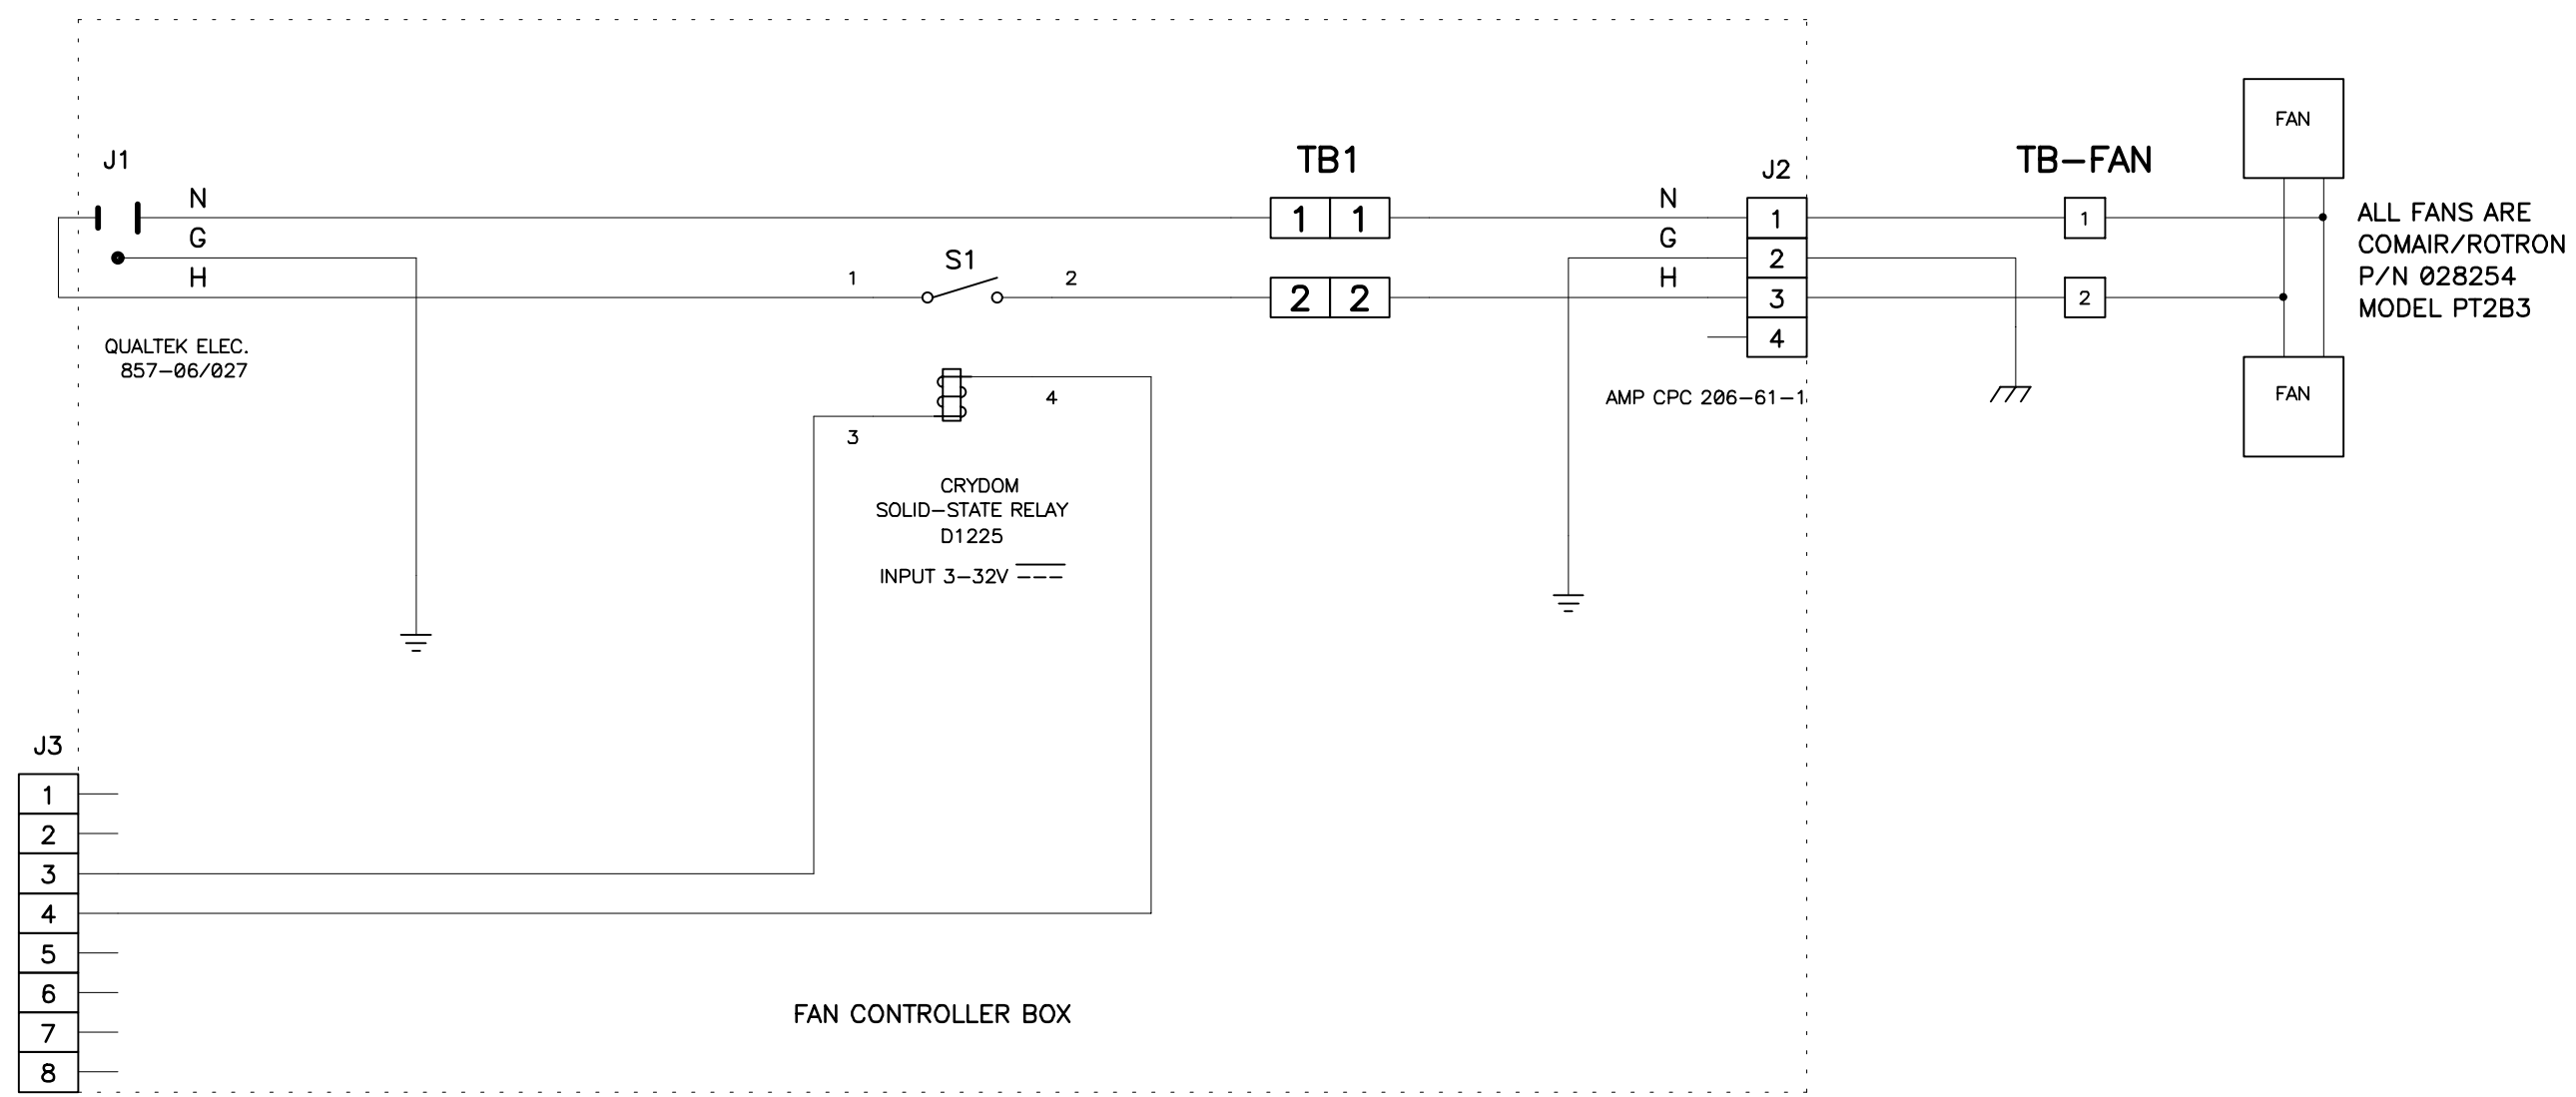 J1
N
G
H
QUALTEK ELEC.
857-06/027
S1
1
2
3
4
CRYDOM
SOLID-STATE RELAY
D1225
INPUT 3-32V
TB1
1 1
2 2
N
G
H
J2
1
2
3
4
AMP CPC 206-61-1
TB-FAN
1
2
FAN
FAN
ALL FANS ARE
COMAIR/ROTRON
P/N 028254
MODEL PT2B3
J3
1
2
3
4
5
6
7
8
FAN CONTROLLER BOX